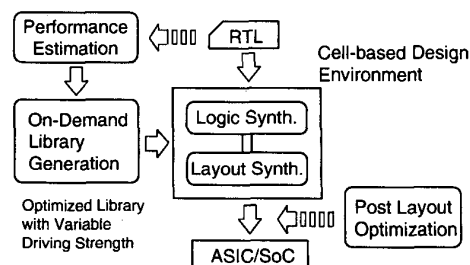 Performance
Estimation
RTL
Cell-based Design
Environment
On-Demand
Library
Generation
Logic Synth.
Layout Synth.
Optimized Library
with Variable
Driving Strength
Post Layout
Optimization
ASIC/SoC